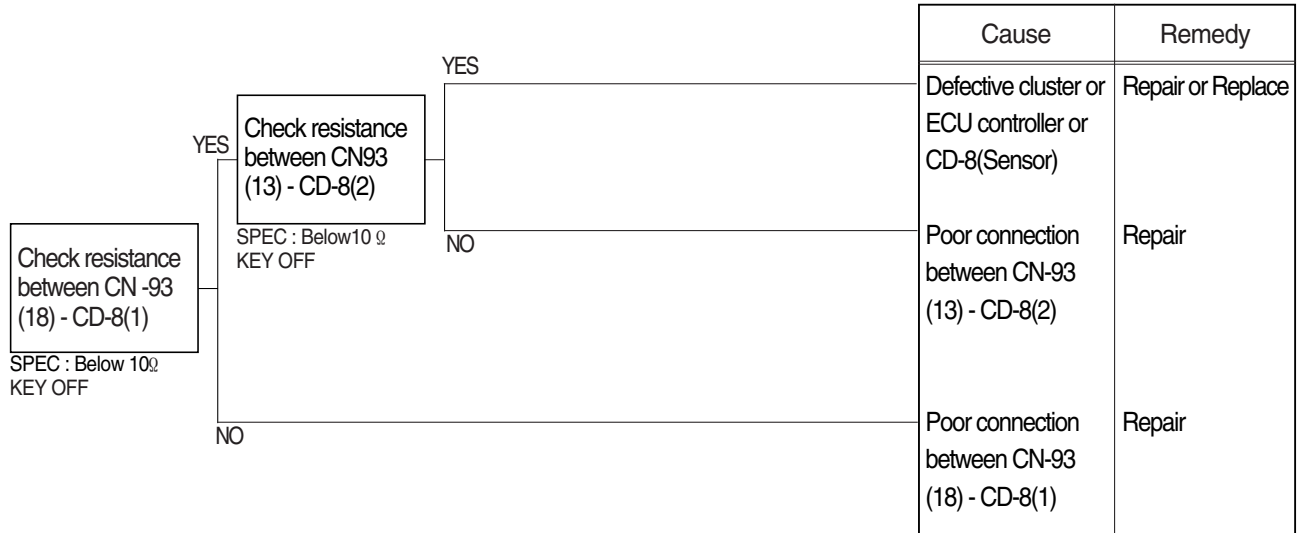 Cause
Remedy
YES
Defective cluster or
ECU controller or
CD-8(Sensor)
Repair or Replace
YES
Check resistance
between CN93
(13) - CD-8(2)
SPEC : Below10 Ω
KEY OFF
NO
Poor connection
between CN-93
(13) - CD-8(2)
Repair
Check resistance
between CN -93
(18) - CD-8(1)
SPEC : Below 10Ω
KEY OFF
NO
Poor connection
between CN-93
(18) - CD-8(1)
Repair